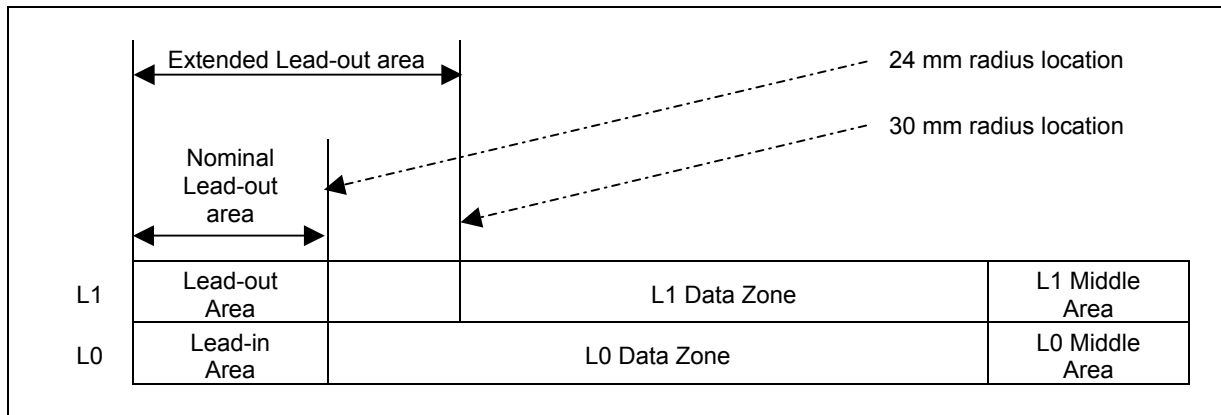 Extended Lead-out area
24 mm radius location
30 mm radius location
Nominal
Lead-out
area
L1
Lead-out
Area
L1 Data Zone
L1 Middle
Area
L0
Lead-in
Area
L0 Data Zone
L0 Middle
Area